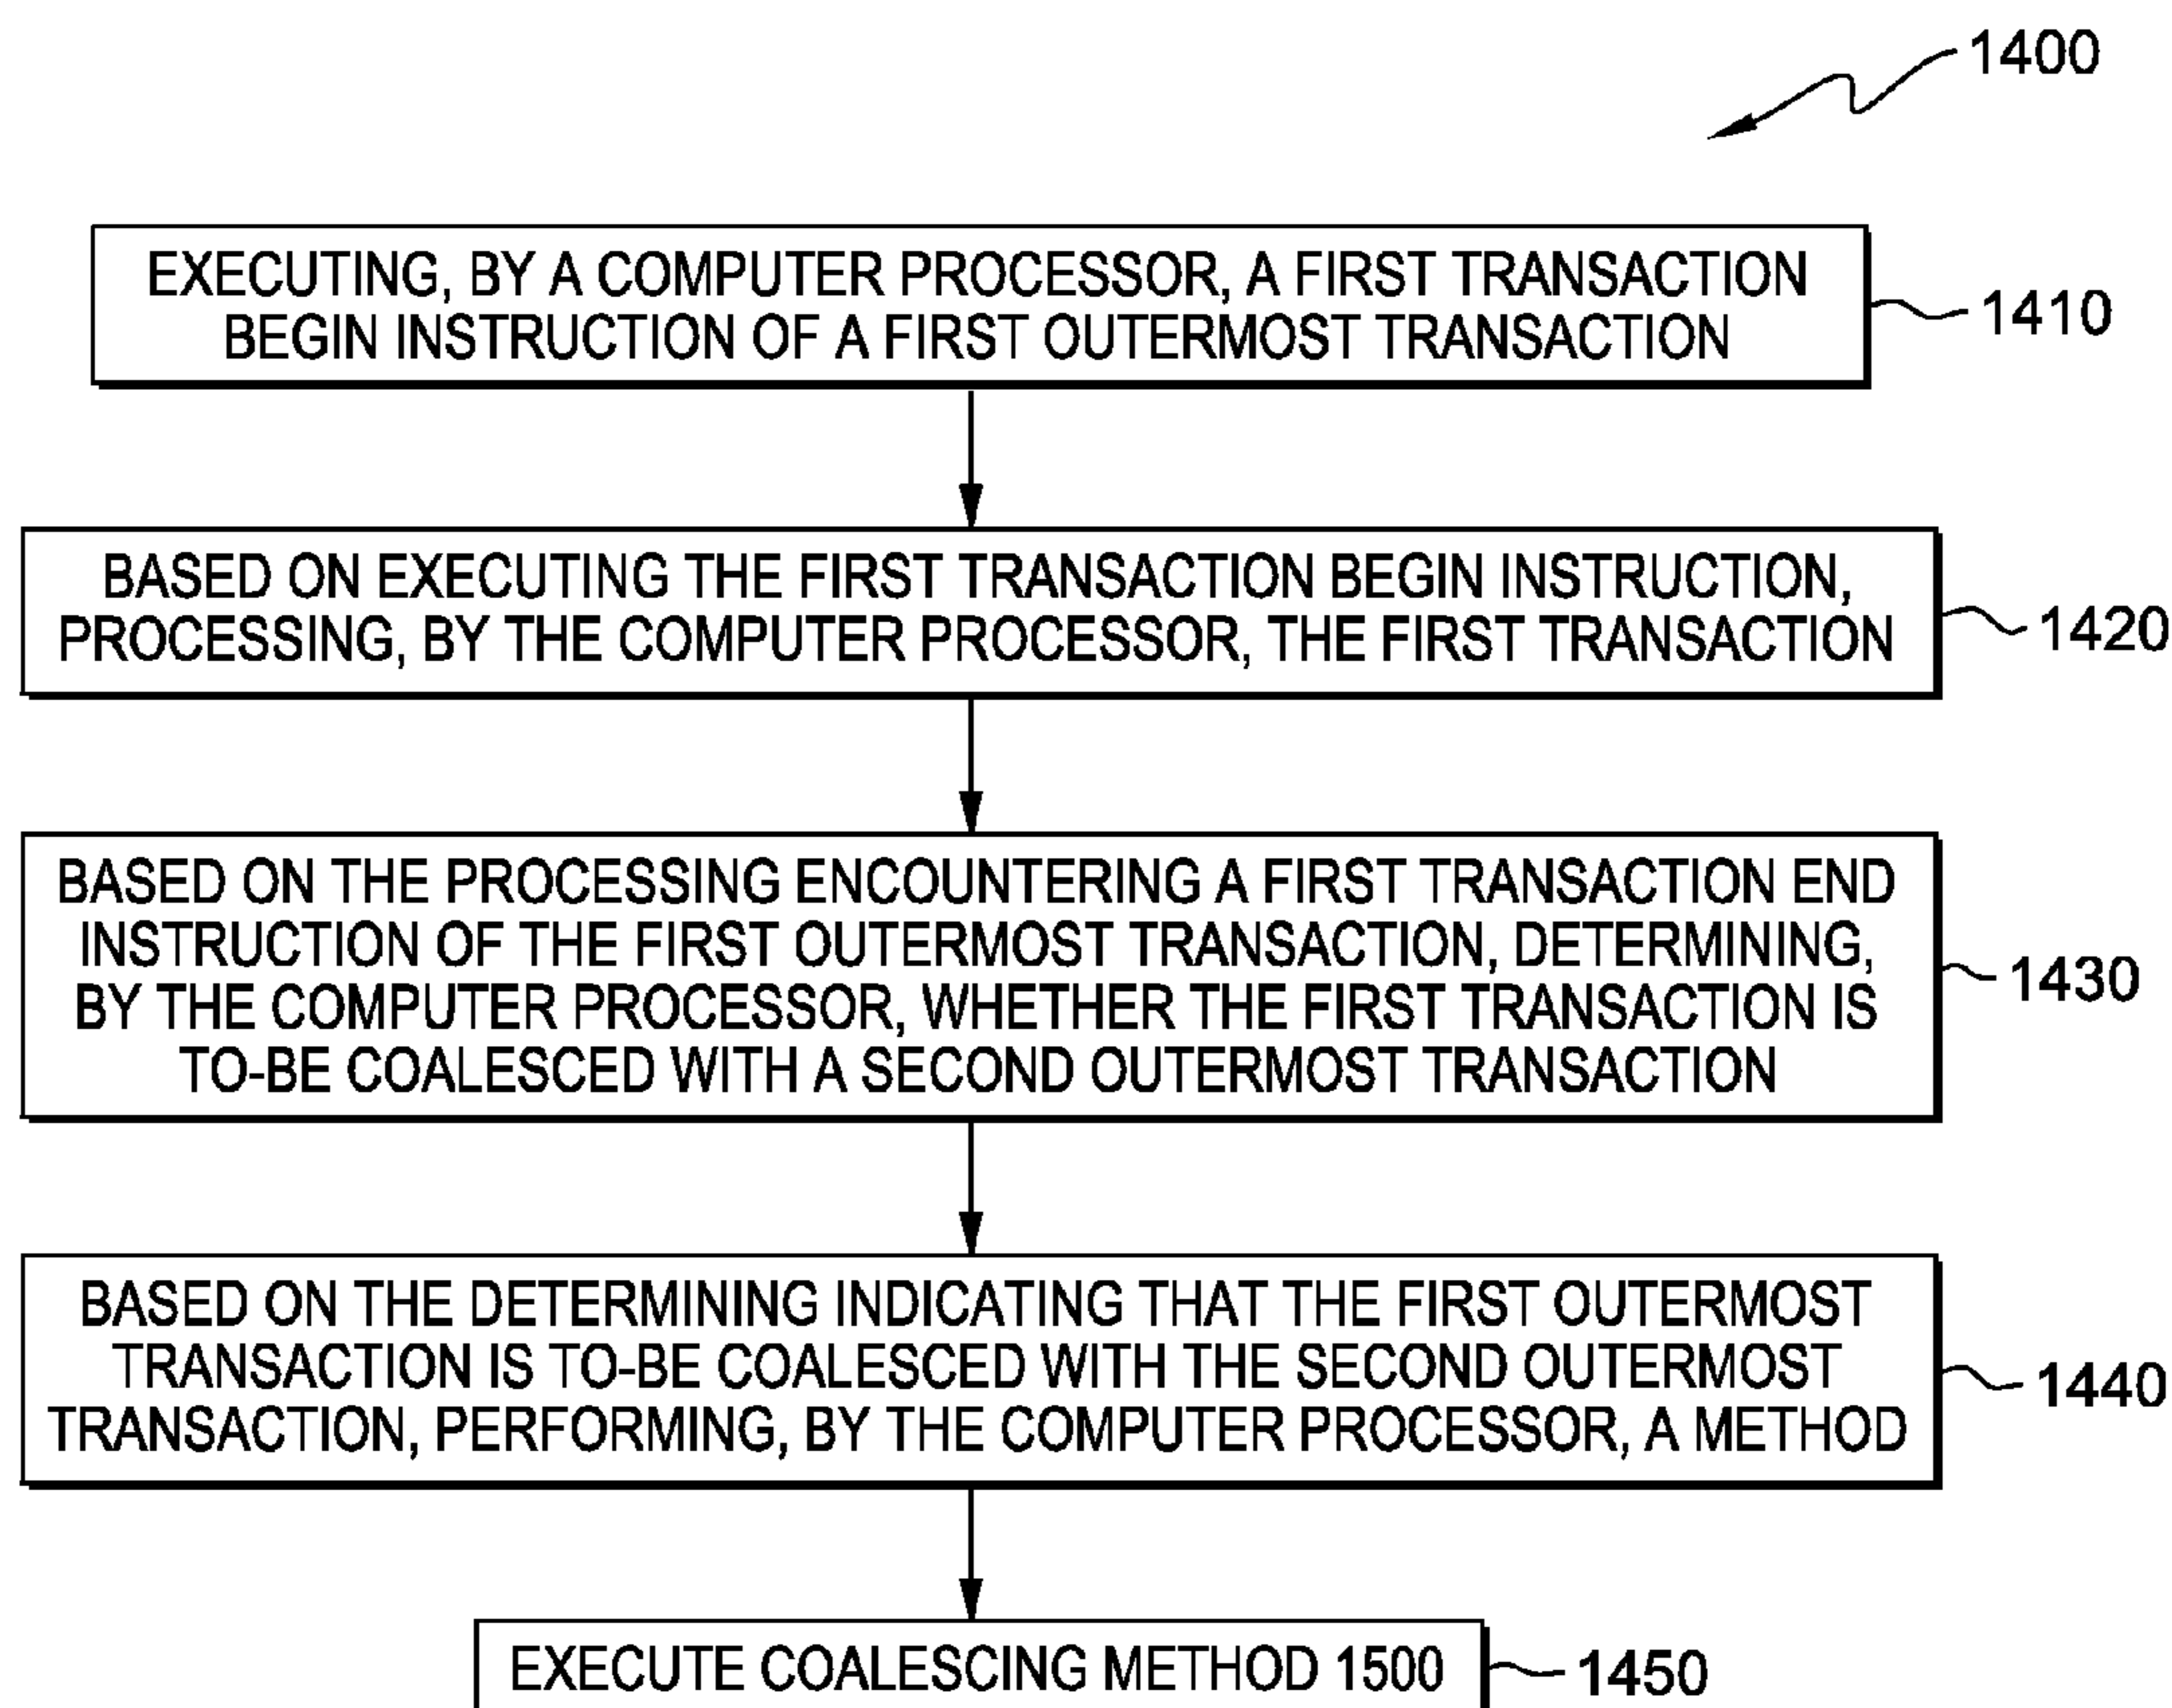 1400
EXECUTING, BY A COMPUTER PROCESSOR, A FIRST TRANSACTION
BEGIN INSTRUCTION OF A FIRST OUTERMOST TRANSACTION
1410
BASED ON EXECUTING THE FIRST TRANSACTION BEGIN INSTRUCTION,
PROCESSING, BY THE COMPUTER PROCESSOR, THE FIRST TRANSACTION
1420
BASED ON THE PROCESSING ENCOUNTERING A FIRST TRANSACTION END
INSTRUCTION OF THE FIRST OUTERMOST TRANSACTION, DETERMINING,
BY THE COMPUTER PROCESSOR, WHETHER THE FIRST TRANSACTION IS
TO-BE COALESCED WITH A SECOND OUTERMOST TRANSACTION
1430
BASED ON THE DETERMINING INDICATING THAT THE FIRST OUTERMOST
TRANSACTION IS TO-BE COALESCED WITH THE SECOND OUTERMOST
TRANSACTION, PERFORMING, BY THE COMPUTER PROCESSOR, A METHOD
1440
EXECUTE COALESCING METHOD 1500
1450